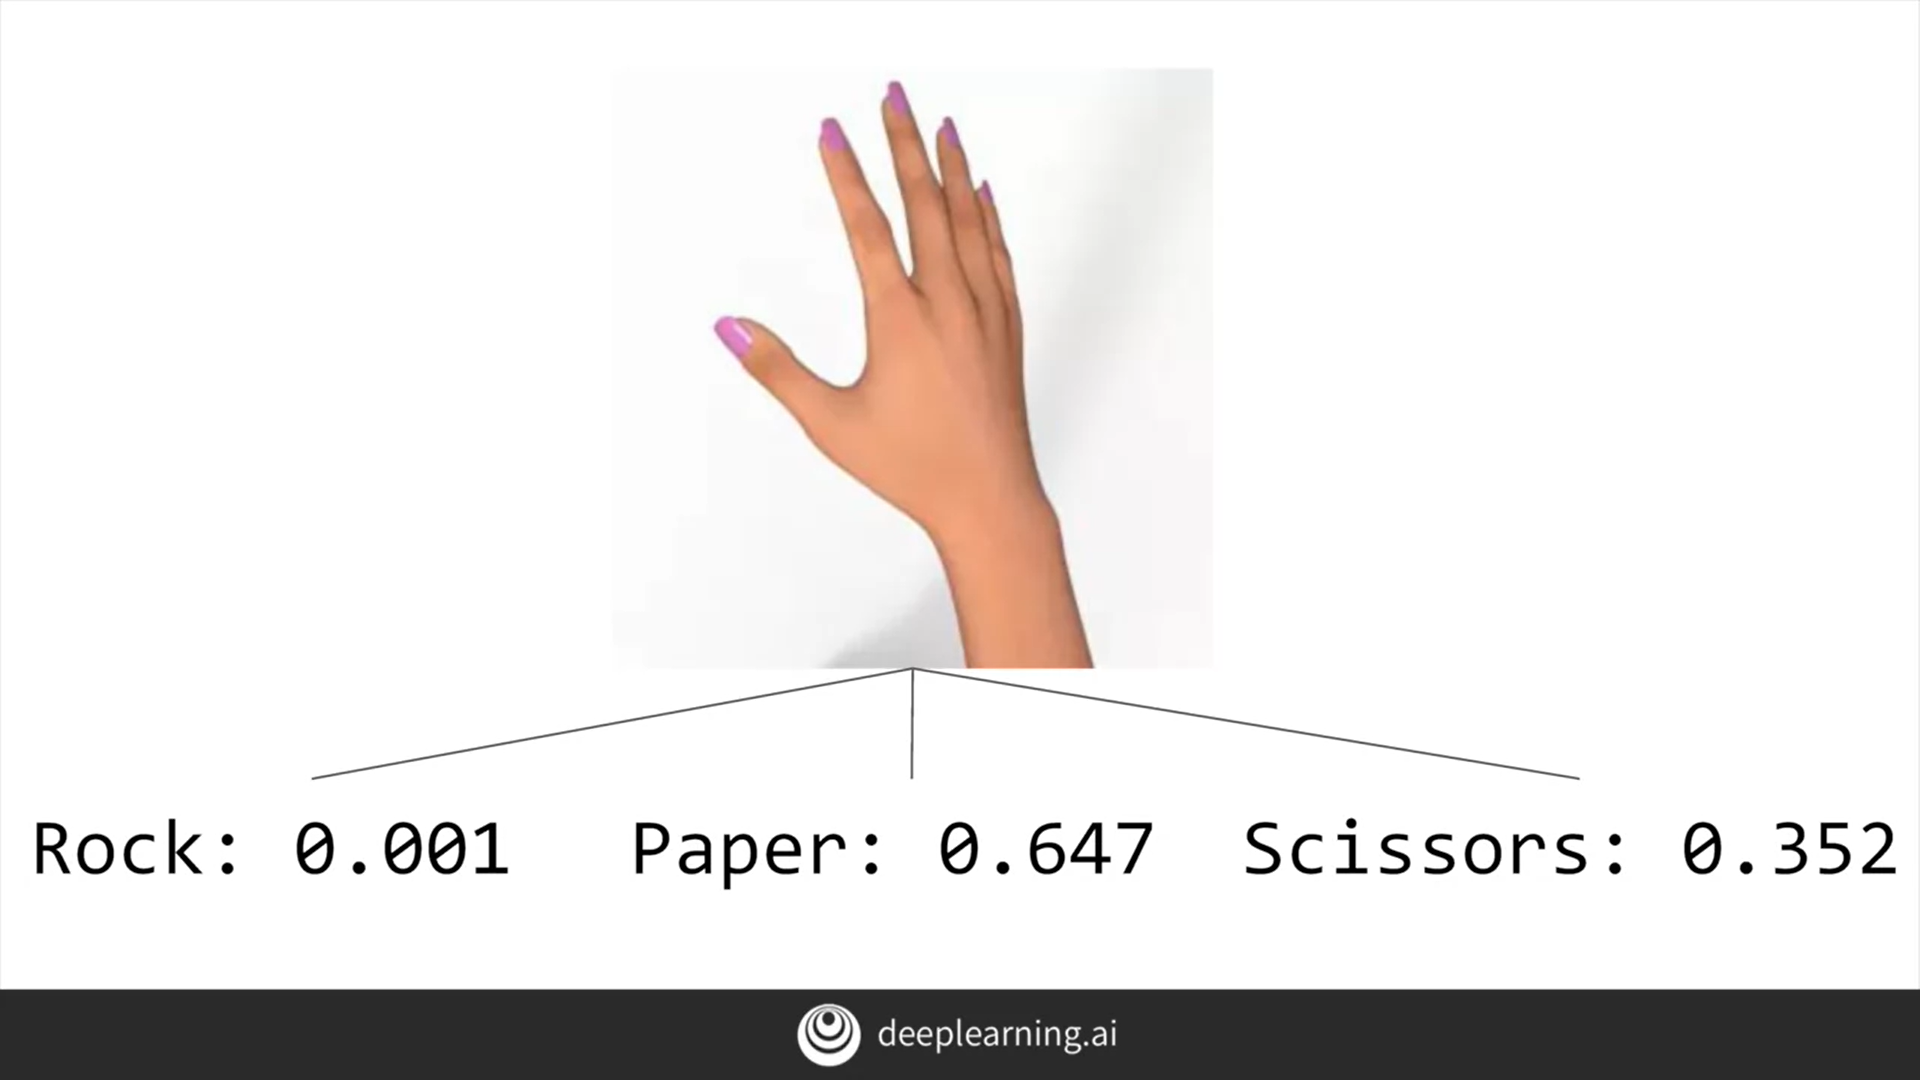 Rock: 0.001 Paper: 0.647 Scissors: 0.352
deeplearning.ai